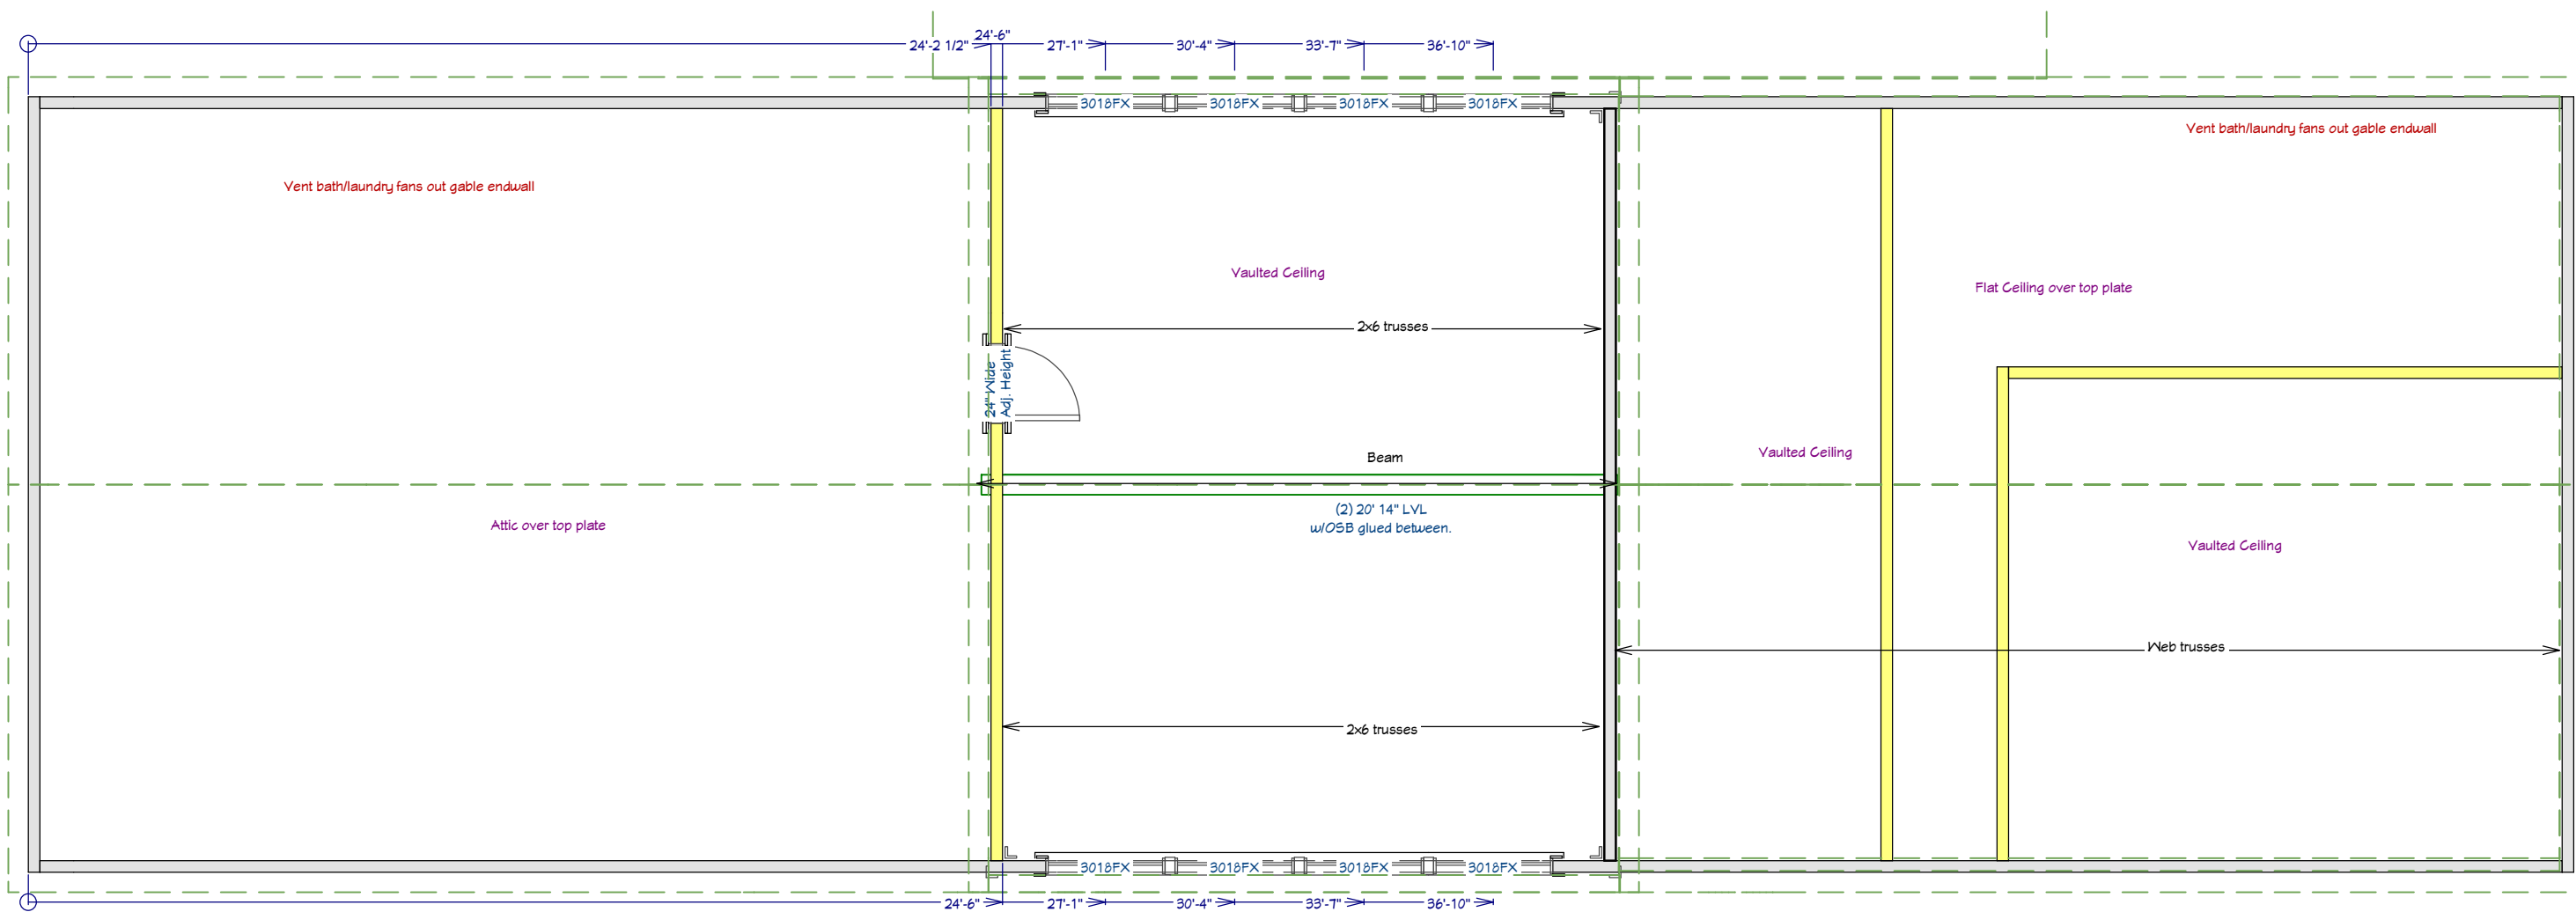 24'-6"
24'-2 1/2"
27'-1"
30'-4"
33'-7"
36'-10"
3018FX
3018FX
3018FX
3018FX
Vent bath/laundry fans out gable endwall
Vent bath/laundry fans out gable endwall
Vaulted Ceiling
Flat Ceiling over top plate
2x6 trusses
24" Wide
Adj. Height
Beam
Vaulted Ceiling
(2) 20' 14" LVL
w/OSB glued between.
Attic over top plate
Vaulted Ceiling
Web trusses
2x6 trusses
3018FX
3018FX
3018FX
3018FX
24'-6"
27'-1"
30'-4"
33'-7"
36'-10"